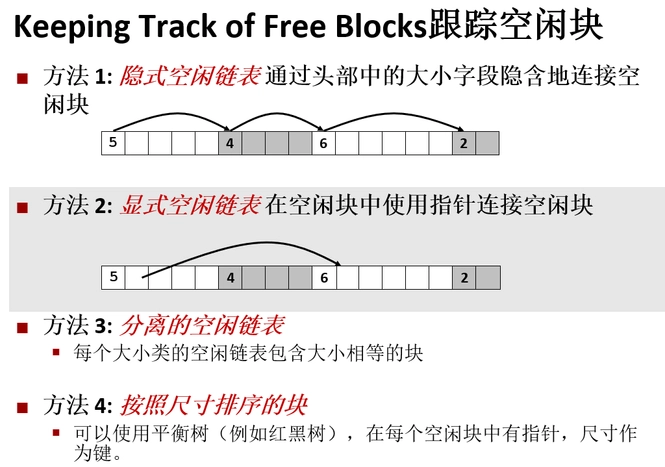 Keeping Track of Free Blocks跟踪空闲块
■ 方法 1: 隐式空闲链表 通过头部中的大小字段隐含地连接空
闲块
5 4 6 2
■ 方法 2: 显式空闲链表 在空闲块中使用指针连接空闲块
5 4 6 2
■ 方法 3: 分离的空闲链表
▪ 每个大小类的空闲链表包含大小相等的块
■ 方法 4: 按照尺寸排序的块
▪ 可以使用平衡树（例如红黑树），在每个空闲块中有指针，尺寸作
为键。